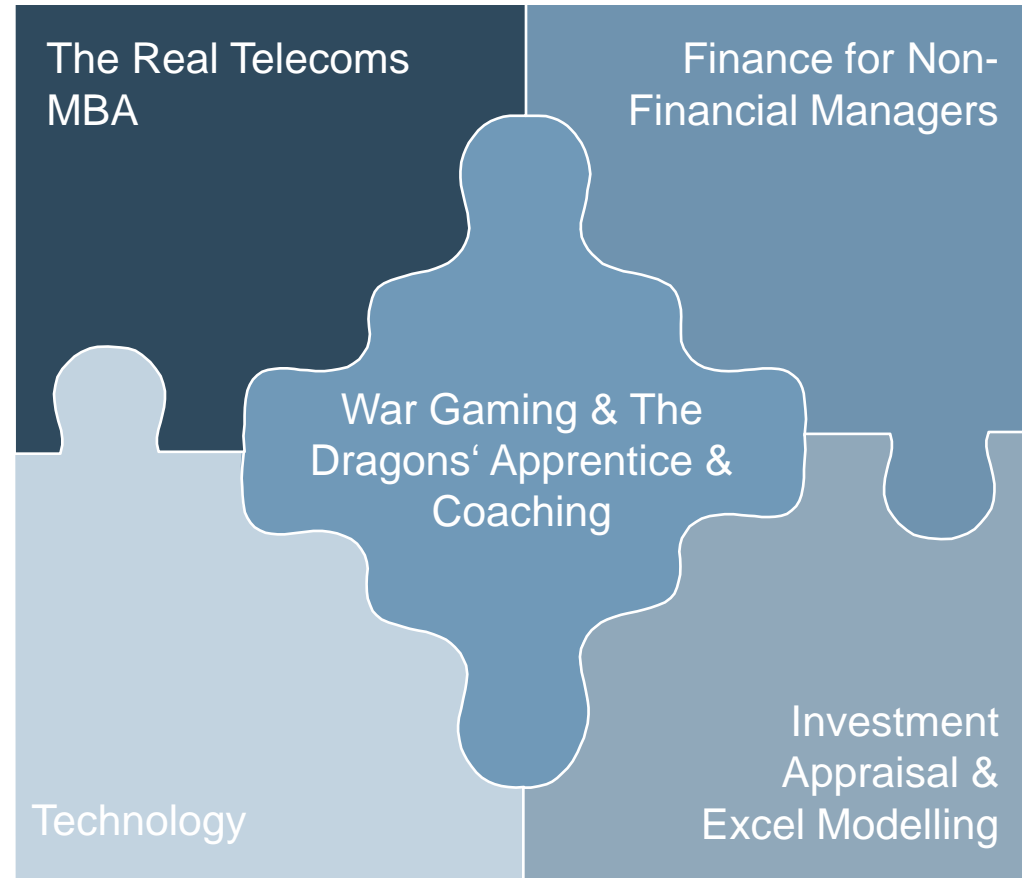 The Real Telecoms
MBA
Finance for Non-
Financial Managers
War Gaming & The
Dragons‘ Apprentice &
Coaching
Technology
Investment
Appraisal &
Excel Modelling